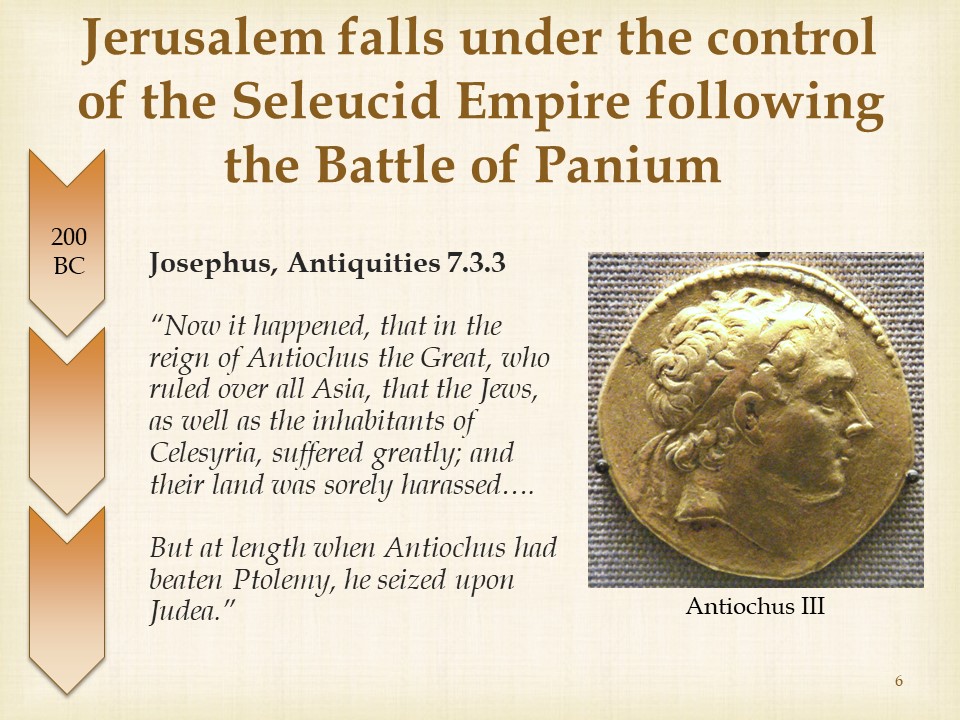 Jerusalem falls under the control
of the Seleucid Empire following
the Battle of Panium
200
BC
Josephus, Antiquities 7.3.3
“Now it happened, that in the
reign of Antiochus the Great, who
ruled over all Asia, that the Jews,
as well as the inhabitants of
Celesyria, suffered greatly; and
their land was sorely harassed….
But at length when Antiochus had
beaten Ptolemy, he seized upon
Judea.”
Antiochus III
6